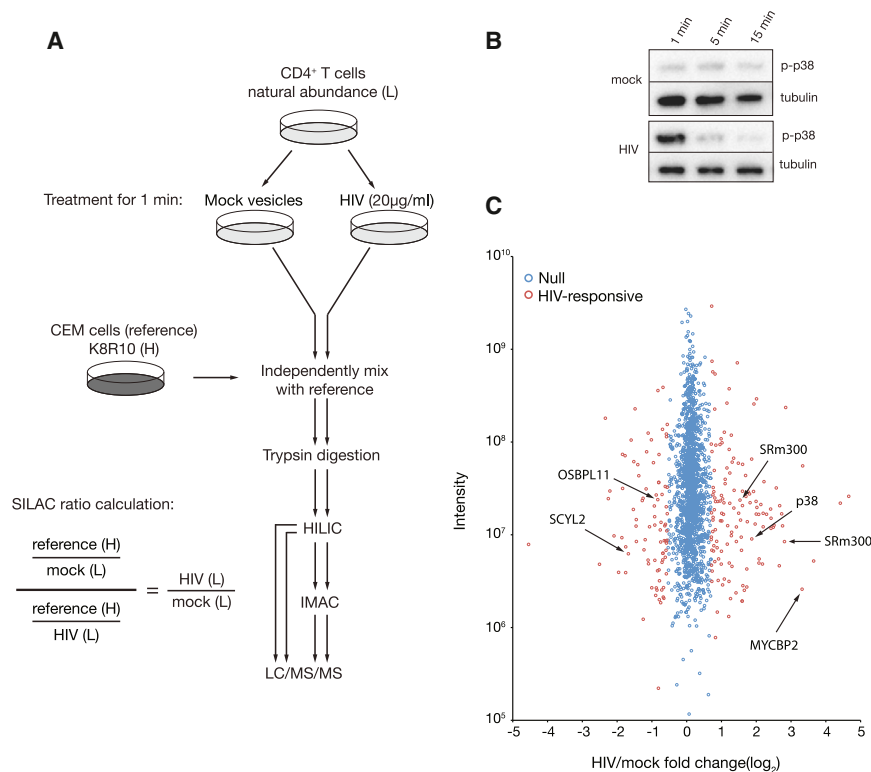 A
CD4⁺ T cells
natural abundance (L)
Treatment for 1 min:
Mock vesicles
HIV (20µg/ml)
CEM cells (reference)
K8R10 (H)
Independently mix
with reference
Trypsin digestion
SILAC ratio calculation:
reference (H)
mock (L)
reference (H)
HIV (L)
=
HIV (L)
mock (L)
HILIC
IMAC
LC/MS/MS
B
1 min
5 min
15 min
mock
p-p38
tubulin
HIV
p-p38
tubulin
C
10¹⁰
10⁹
10⁸
10⁷
10⁶
10⁵
Intensity
Null
HIV-responsive
OSBPL11
SCYL2
SRm300
p38
SRm300
MYCBP2
-5 -4 -3 -2 -1 0 1 2 3 4 5
HIV/mock fold change(log₂)